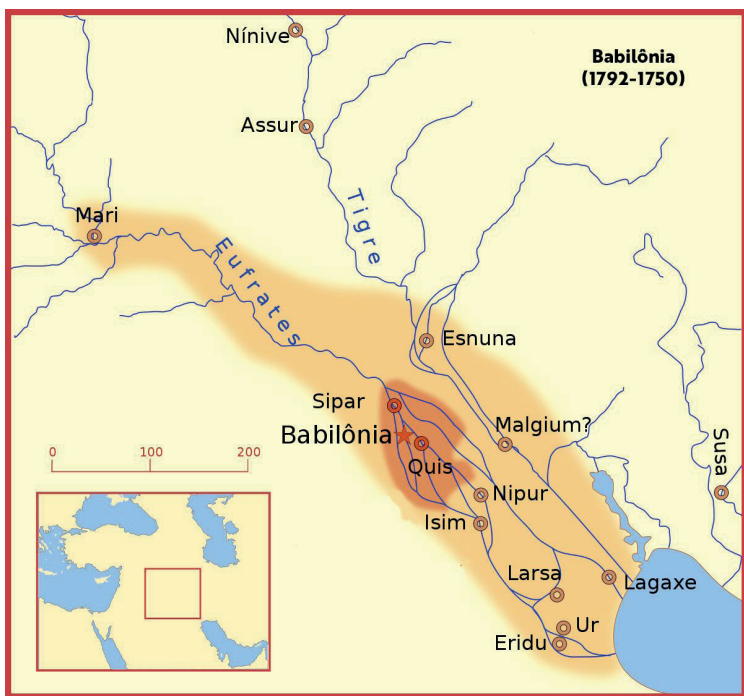 Nínive
Babilônia
(1792-1750)
Assur
Tigre
Mari
Eufrates
Esnuna
Sipar
Babilônia
Malgium?
Quis
Susa
0 100 200
Nipur
Isim
Larsa
Lagaxe
Ur
Eridu